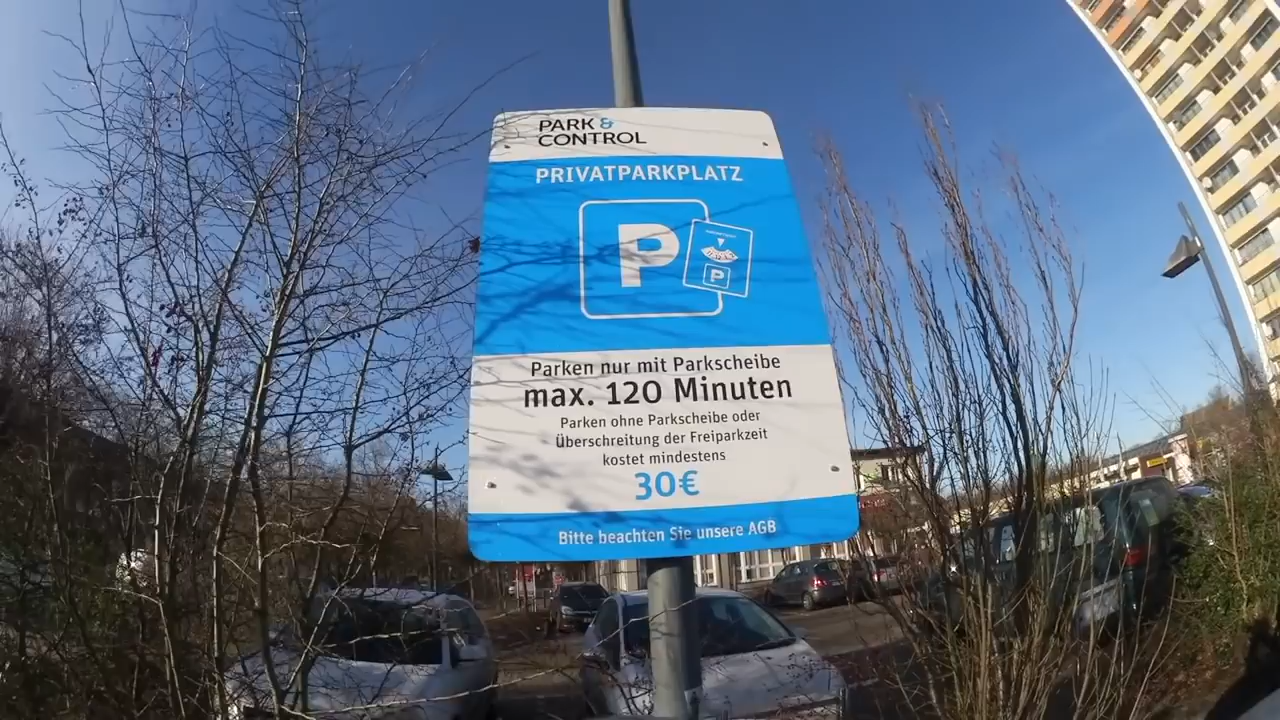 PARK &
CONTROL
PRIVATPARKPLATZ
P
P
Parken nur mit Parkscheibe
max. 120 Minuten
Parken ohne Parkscheibe oder
Überschreitung der Freiparkzeit
kostet mindestens
30€
Bitte beachten Sie unsere AGB